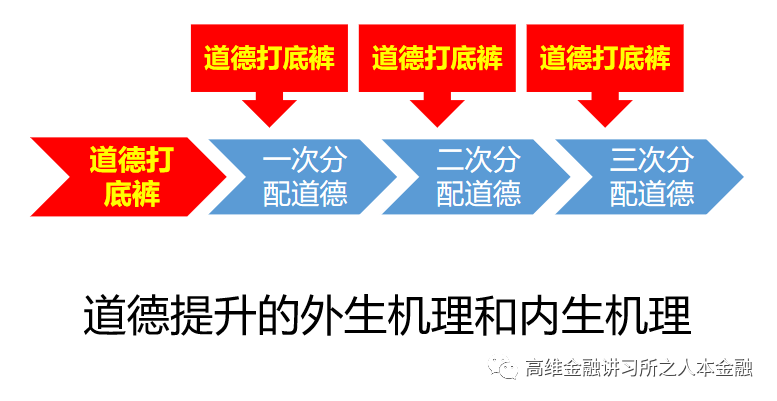 道德打底裤
道德打底裤
道德打底裤
道德打
底裤
一次分
配道德
二次分
配道德
三次分
配道德
道德提升的外生机理和内生机理
高维金融讲习所之人本金融